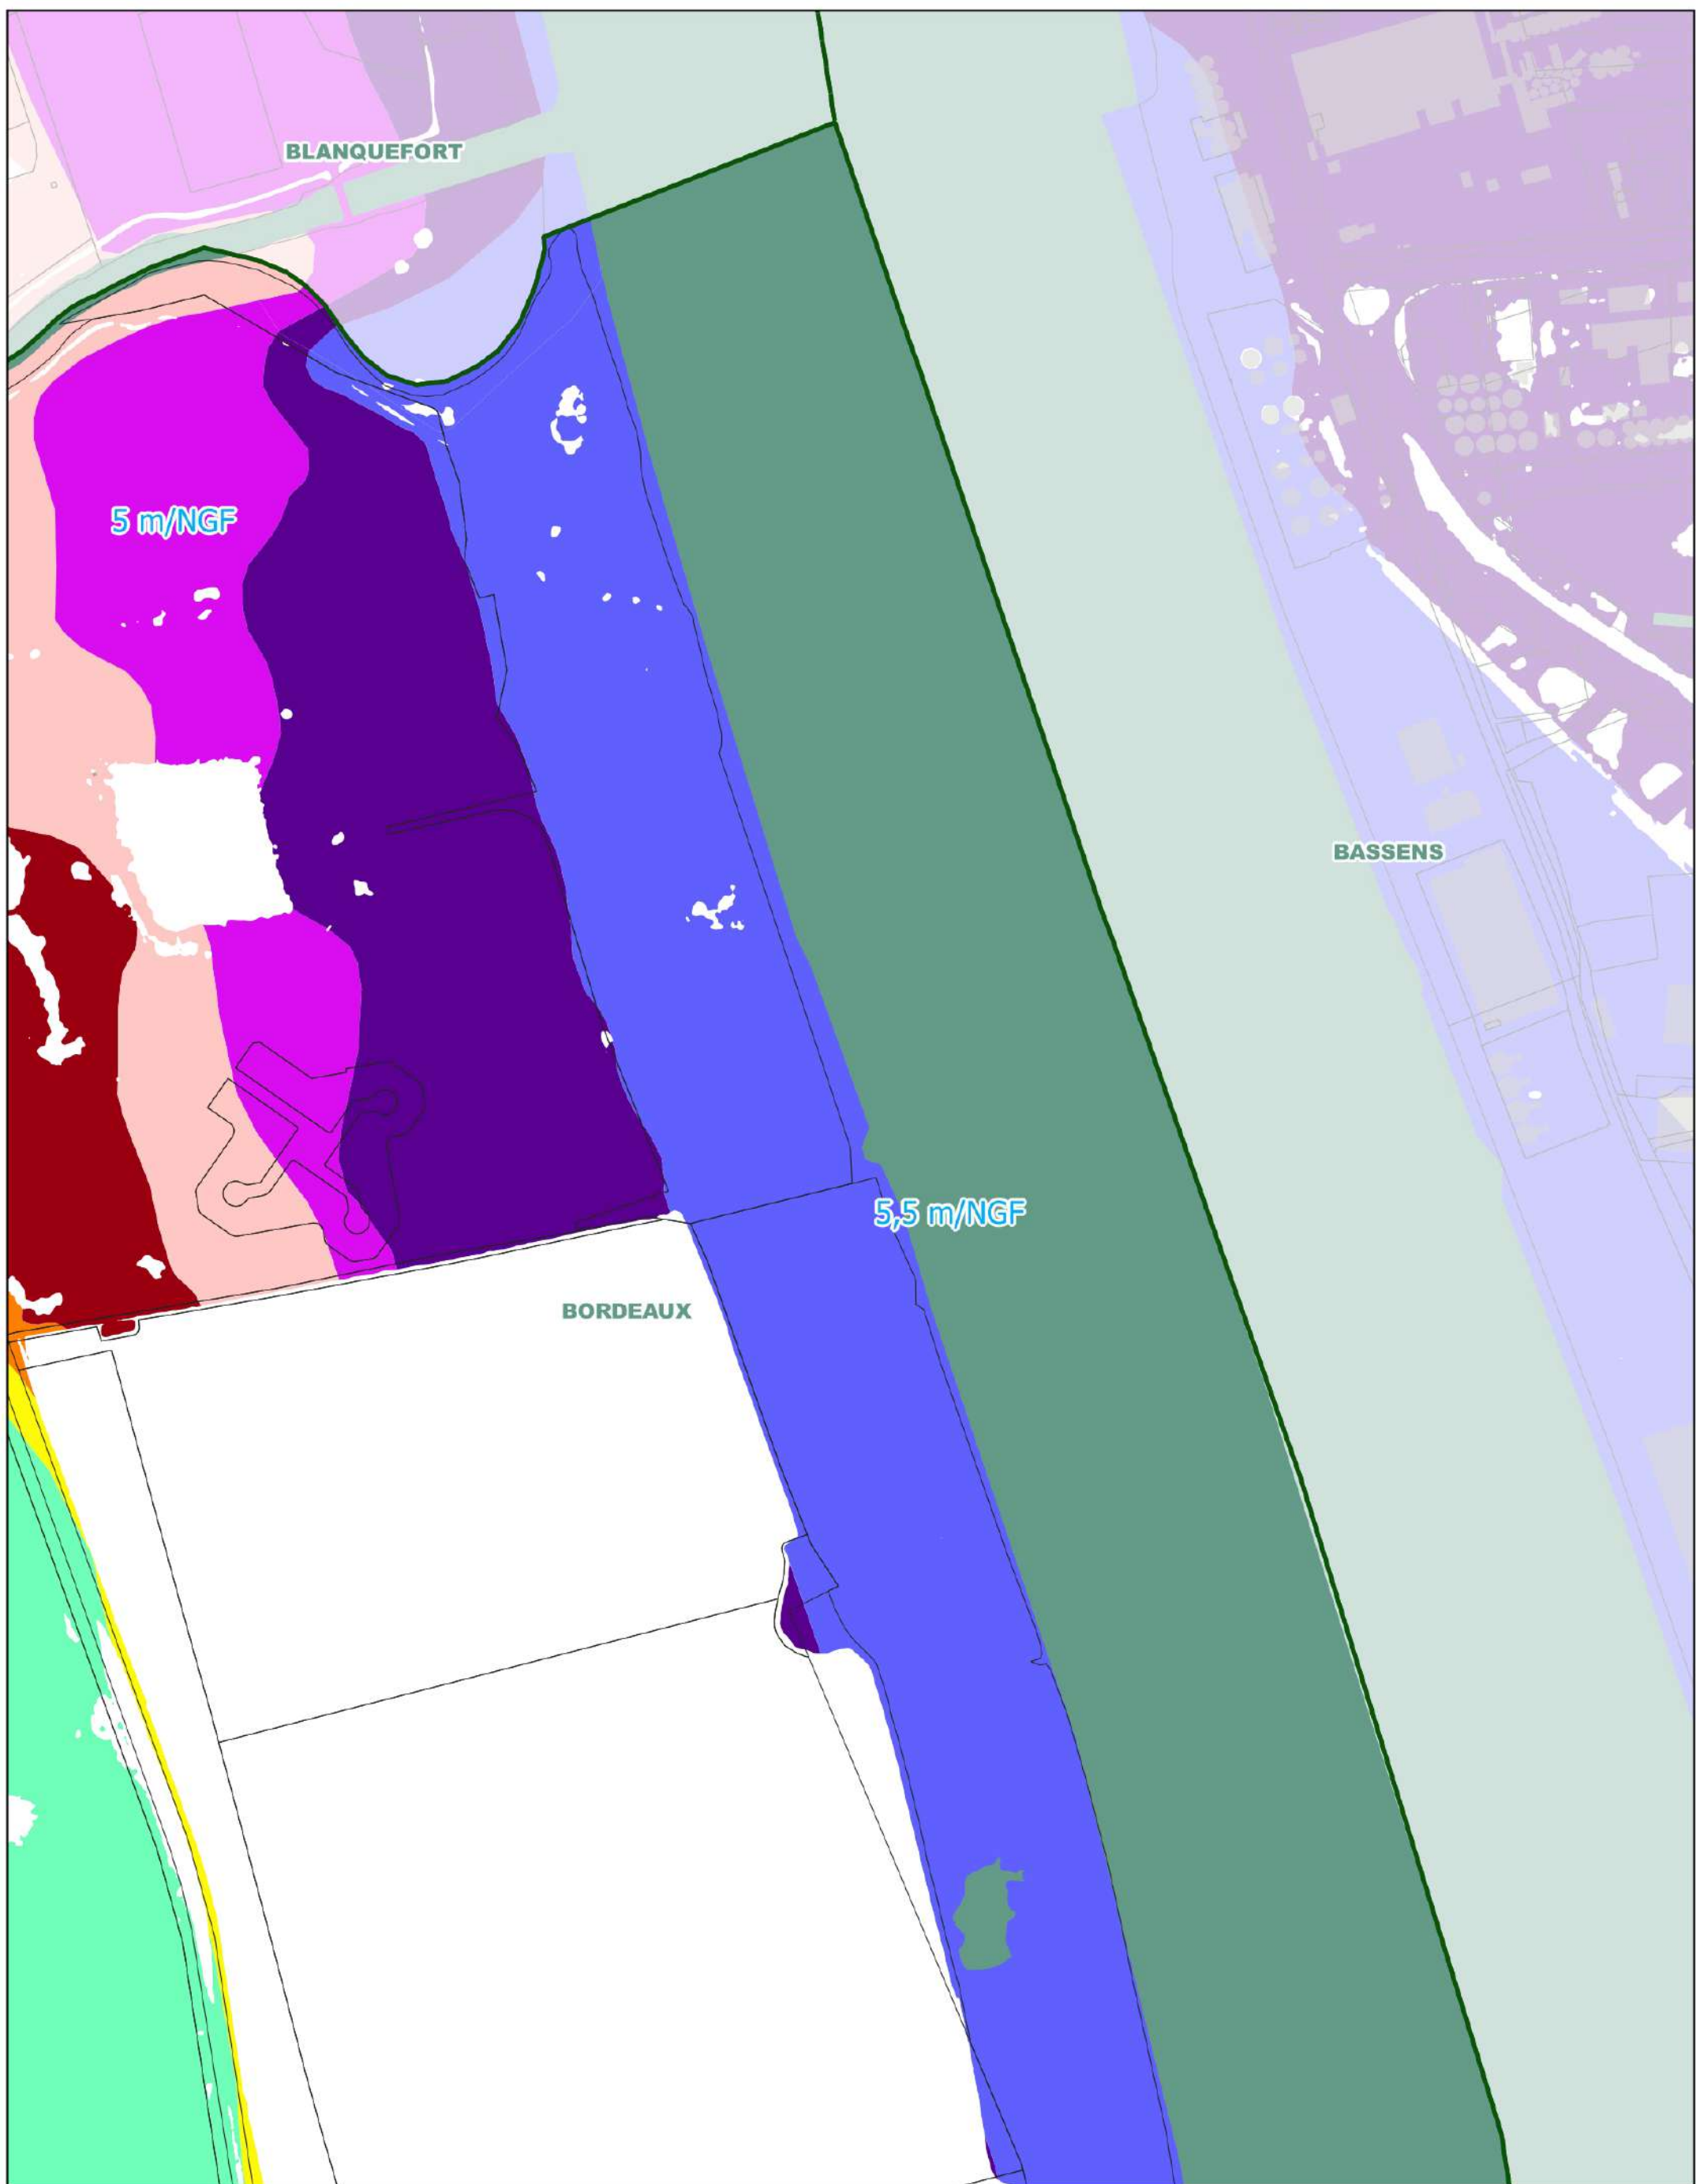 BLANQUEFORT
5 m/NGF
BASSENS
5,5 m/NGF
BORDEAUX